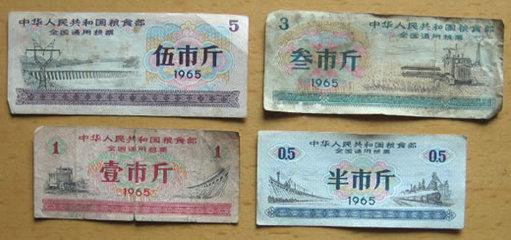 5
中华人民共和国粮食部
全国通用粮票
伍市斤
1965
3
中华人民共和国粮食部
全国通用粮票
叁市斤
1965
中华人民共和国粮食部
全国通用粮票
1 1
壹市斤
1965
中华人民共和国粮食部
全国通用粮票
0.5 0.5
半市斤
1965